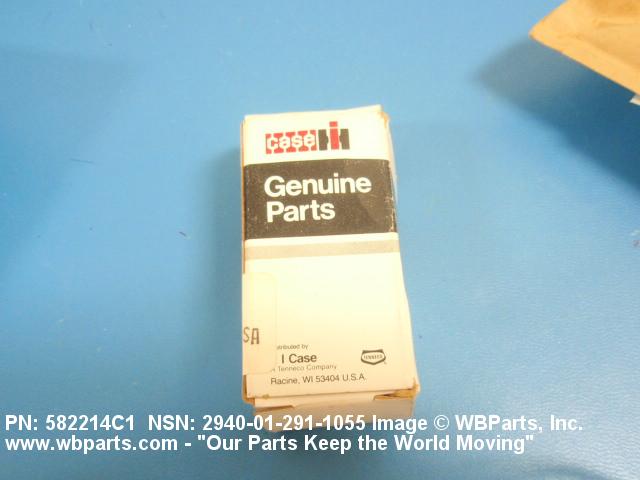 case IH
Genuine
Parts
SA
tributed by
I Case
A Tenneco Company
TENNECO
Racine, WI 53404 U.S.A.
PN: 582214C1 NSN: 2940-01-291-1055 Image © WBParts, Inc.
www.wbparts.com - "Our Parts Keep the World Moving"